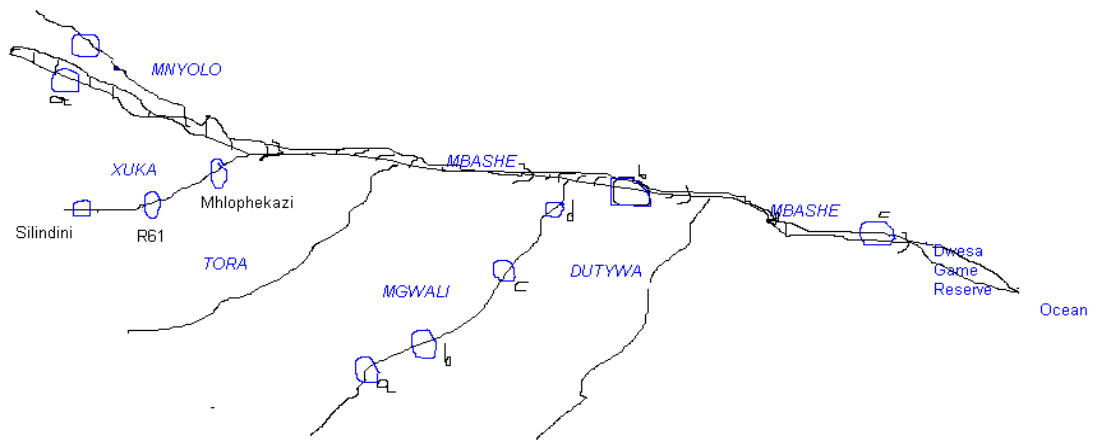 MNYOLO
a
XUKA
MBASHE
b
Mhlophekazi
Silindini
R61
MBASHE
c
d
Dwesa
Game
Reserve
Ocean
TORA
DUTYWA
MGWALI
c
b
a